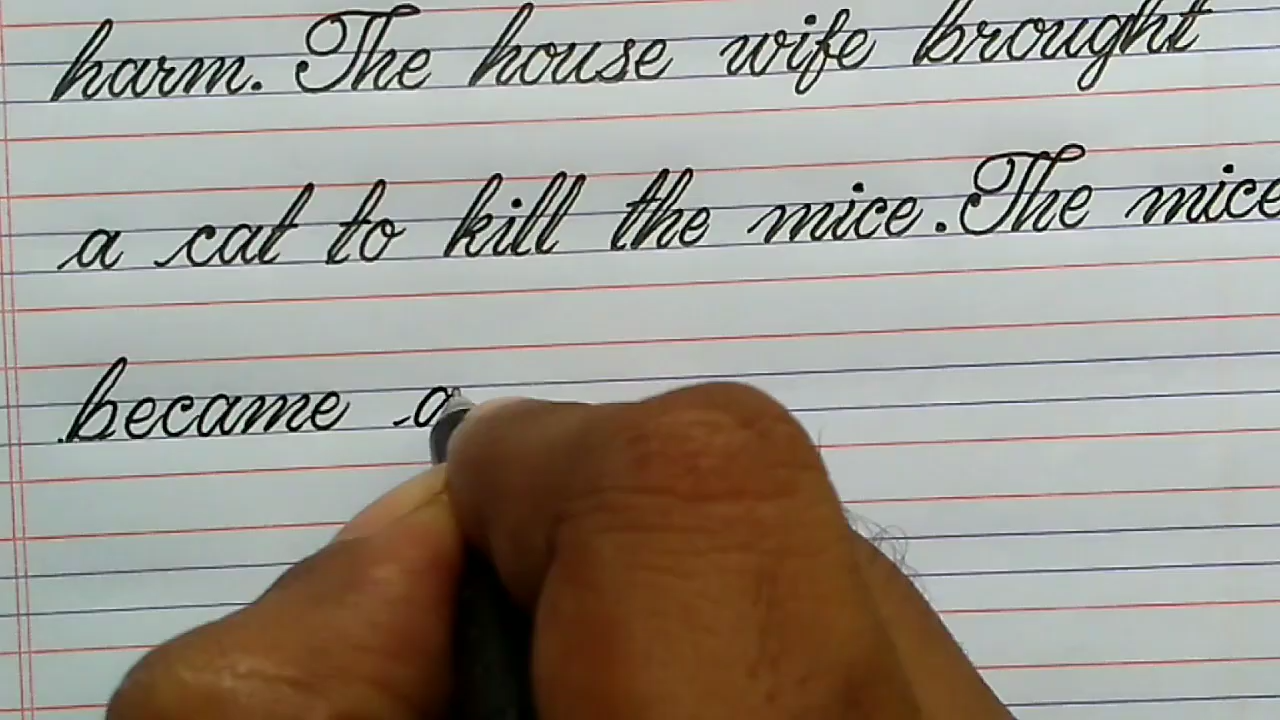 harm. The house wife brought
a cat to kill the mice. The mice
became a